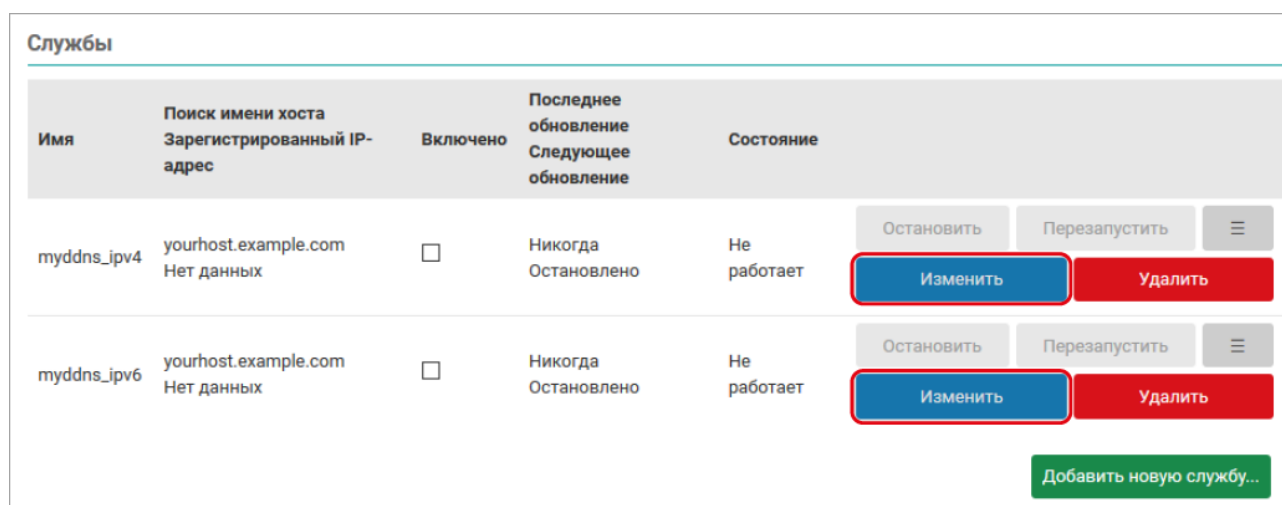 Службы
Имя
Поиск имени хоста
Зарегистрированный IP-
адрес
Включено
Последнее
обновление
Следующее
обновление
Состояние
myddns_ipv4
yourhost.example.com
Нет данных
Никогда
Остановлено
Не
работает
Остановить
Перезапустить
Изменить
Удалить
myddns_ipv6
yourhost.example.com
Нет данных
Никогда
Остановлено
Не
работает
Остановить
Перезапустить
Изменить
Удалить
Добавить новую службу...